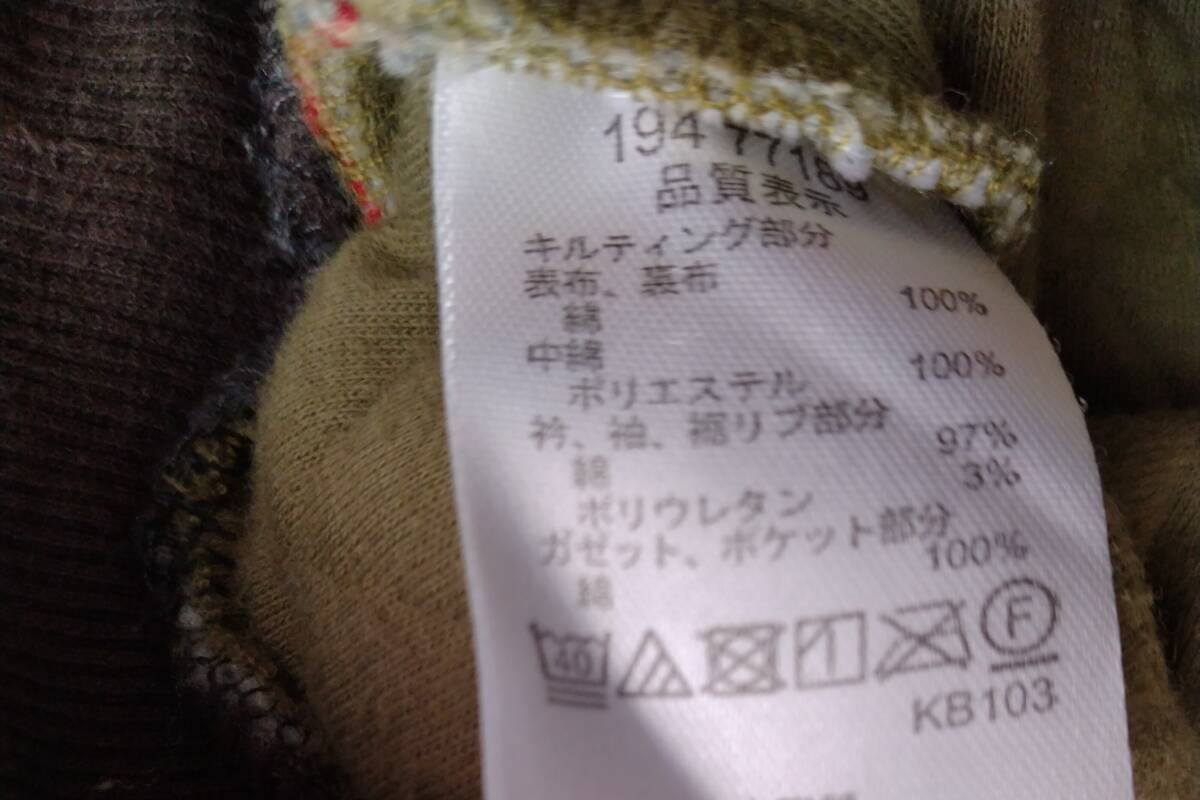 194 77189
品質表示
キルティング部分
表布、裏布
綿 100%
中綿
ポリエステル 100%
衿、袖、裾リブ部分
綿 97%
ポリウレタン 3%
ガゼット、ポケット部分
綿 100%
40
F
KB103